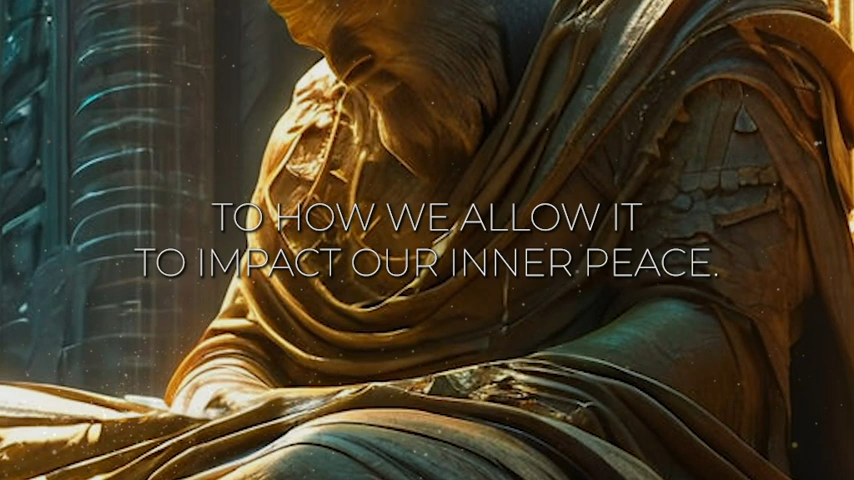 TO HOW WE ALLOW IT
TO IMPACT OUR INNER PEACE.